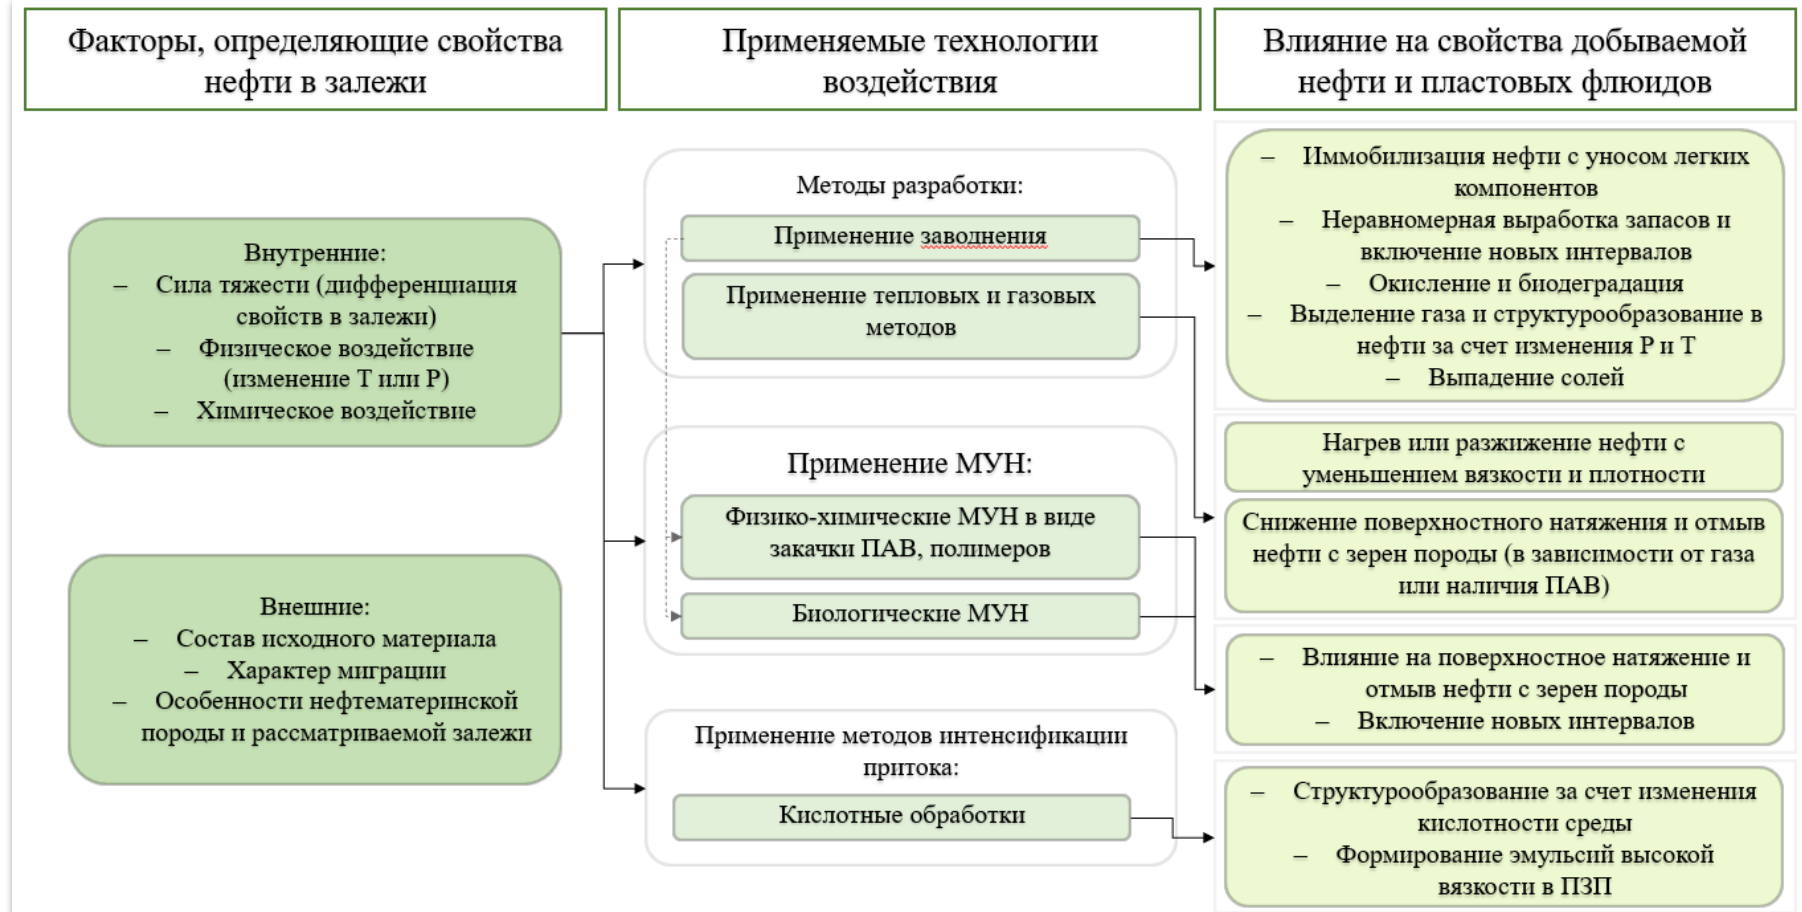 Факторы, определяющие свойства
нефти в залежи
Применяемые технологии
воздействия
Влияние на свойства добываемой
нефти и пластовых флюидов
Внутренние:
– Сила тяжести (дифференциация
свойств в залежи)
– Физическое воздействие
(изменение Т или Р)
– Химическое воздействие
Внешние:
– Состав исходного материала
– Характер миграции
– Особенности нефтематеринской
породы и рассматриваемой залежи
Методы разработки:
Применение заводнения
Применение тепловых и газовых
методов
Применение МУН:
Физико-химические МУН в виде
закачки ПАВ, полимеров
Биологические МУН
Применение методов интенсификации
притока:
Кислотные обработки
– Иммобилизация нефти с уносом легких
компонентов
– Неравномерная выработка запасов и
включение новых интервалов
– Окисление и биодеградация
– Выделение газа и структурообразование в
нефти за счет изменения Р и Т
– Выпадение солей
Нагрев или разжижение нефти с
уменьшением вязкости и плотности
Снижение поверхностного натяжения и отмыв
нефти с зерен породы (в зависимости от газа
или наличия ПАВ)
– Влияние на поверхностное натяжение и
отмыв нефти с зерен породы
– Включение новых интервалов
– Структурообразование за счет изменения
кислотности среды
– Формирование эмульсий высокой
вязкости в ПЗП